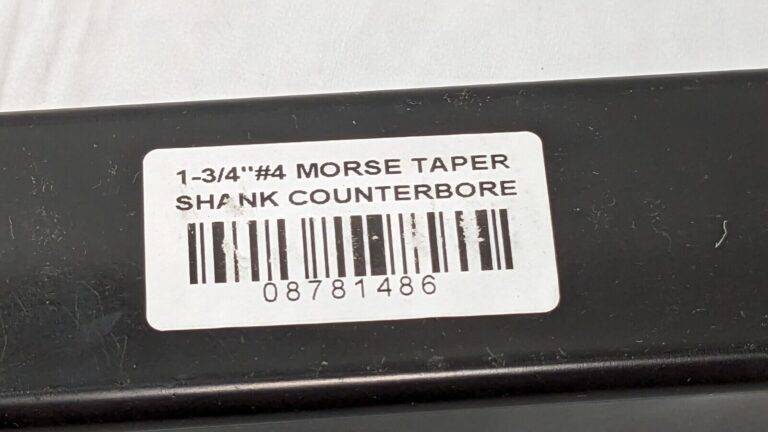 1-3/4"#4 MORSE TAPER
SHANK COUNTERBORE
08781486